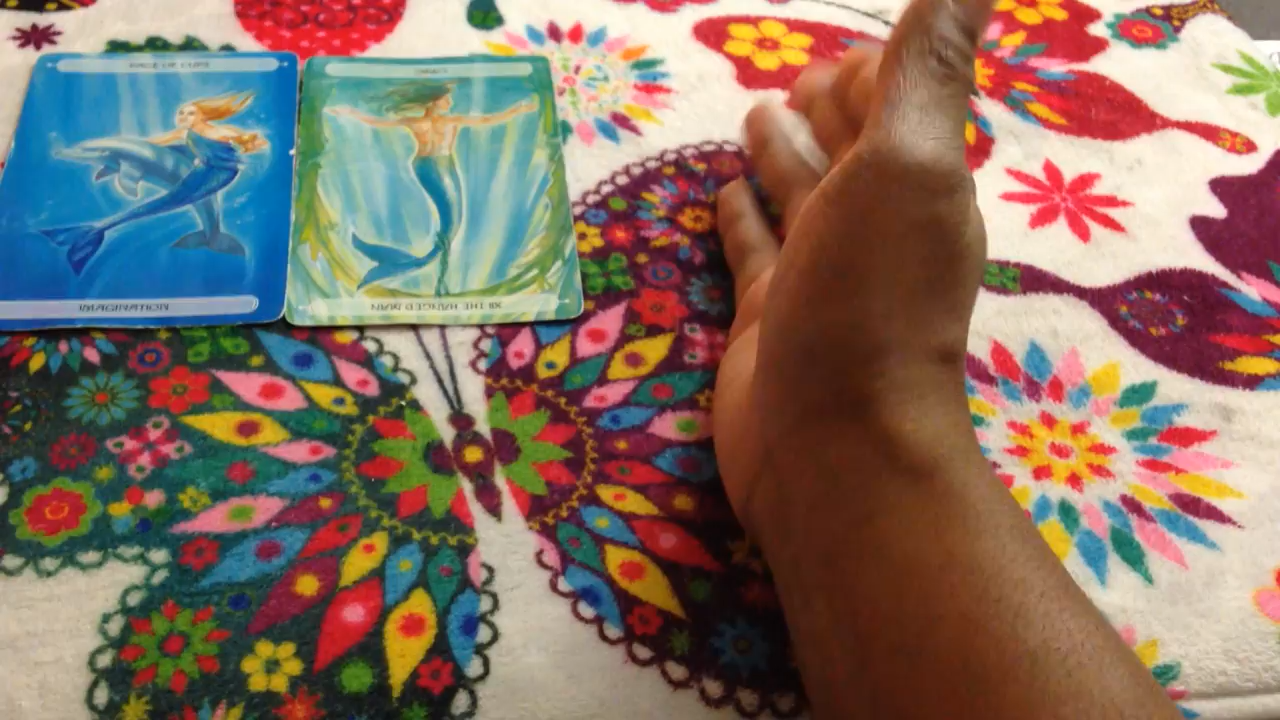 PAGE OF CUPS
IMAGINATION
XII THE HANGED MAN